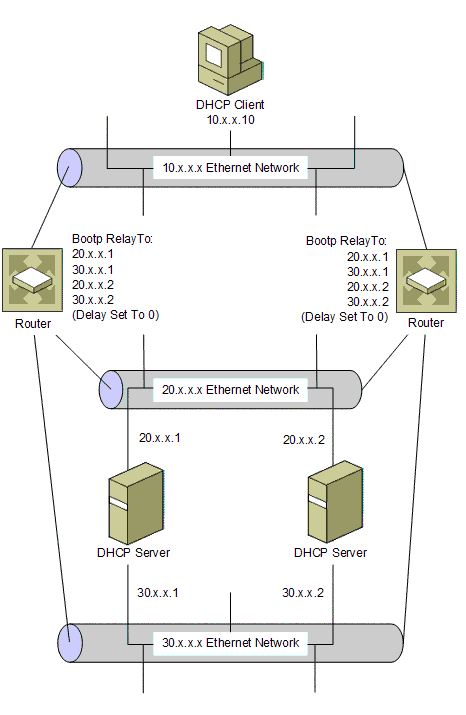 DHCP Client
10.x.x.10
10.x.x.x Ethernet Network
Bootp RelayTo:
20.x.x.1
30.x.x.1
20.x.x.2
30.x.x.2
(Delay Set To 0)
Router
Bootp RelayTo:
20.x.x.1
30.x.x.1
20.x.x.2
30.x.x.2
(Delay Set To 0)
Router
20.x.x.x Ethernet Network
20.x.x.1
20.x.x.2
DHCP Server
DHCP Server
30.x.x.1
30.x.x.2
30.x.x.x Ethernet Network